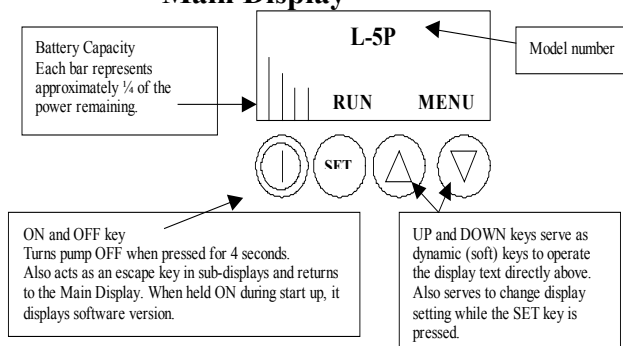 Main Display
L-5P
Model number
Battery Capacity
Each bar represents
approximately ¼ of the
power remaining.
RUN MENU
SET
ON and OFF key
Turns pump OFF when pressed for 4 seconds.
Also acts as an escape key in sub-displays and returns
to the Main Display. When held ON during start up, it
displays software version.
UP and DOWN keys serve as
dynamic (soft) keys to operate
the display text directly above.
Also serves to change display
setting while the SET key is
pressed.